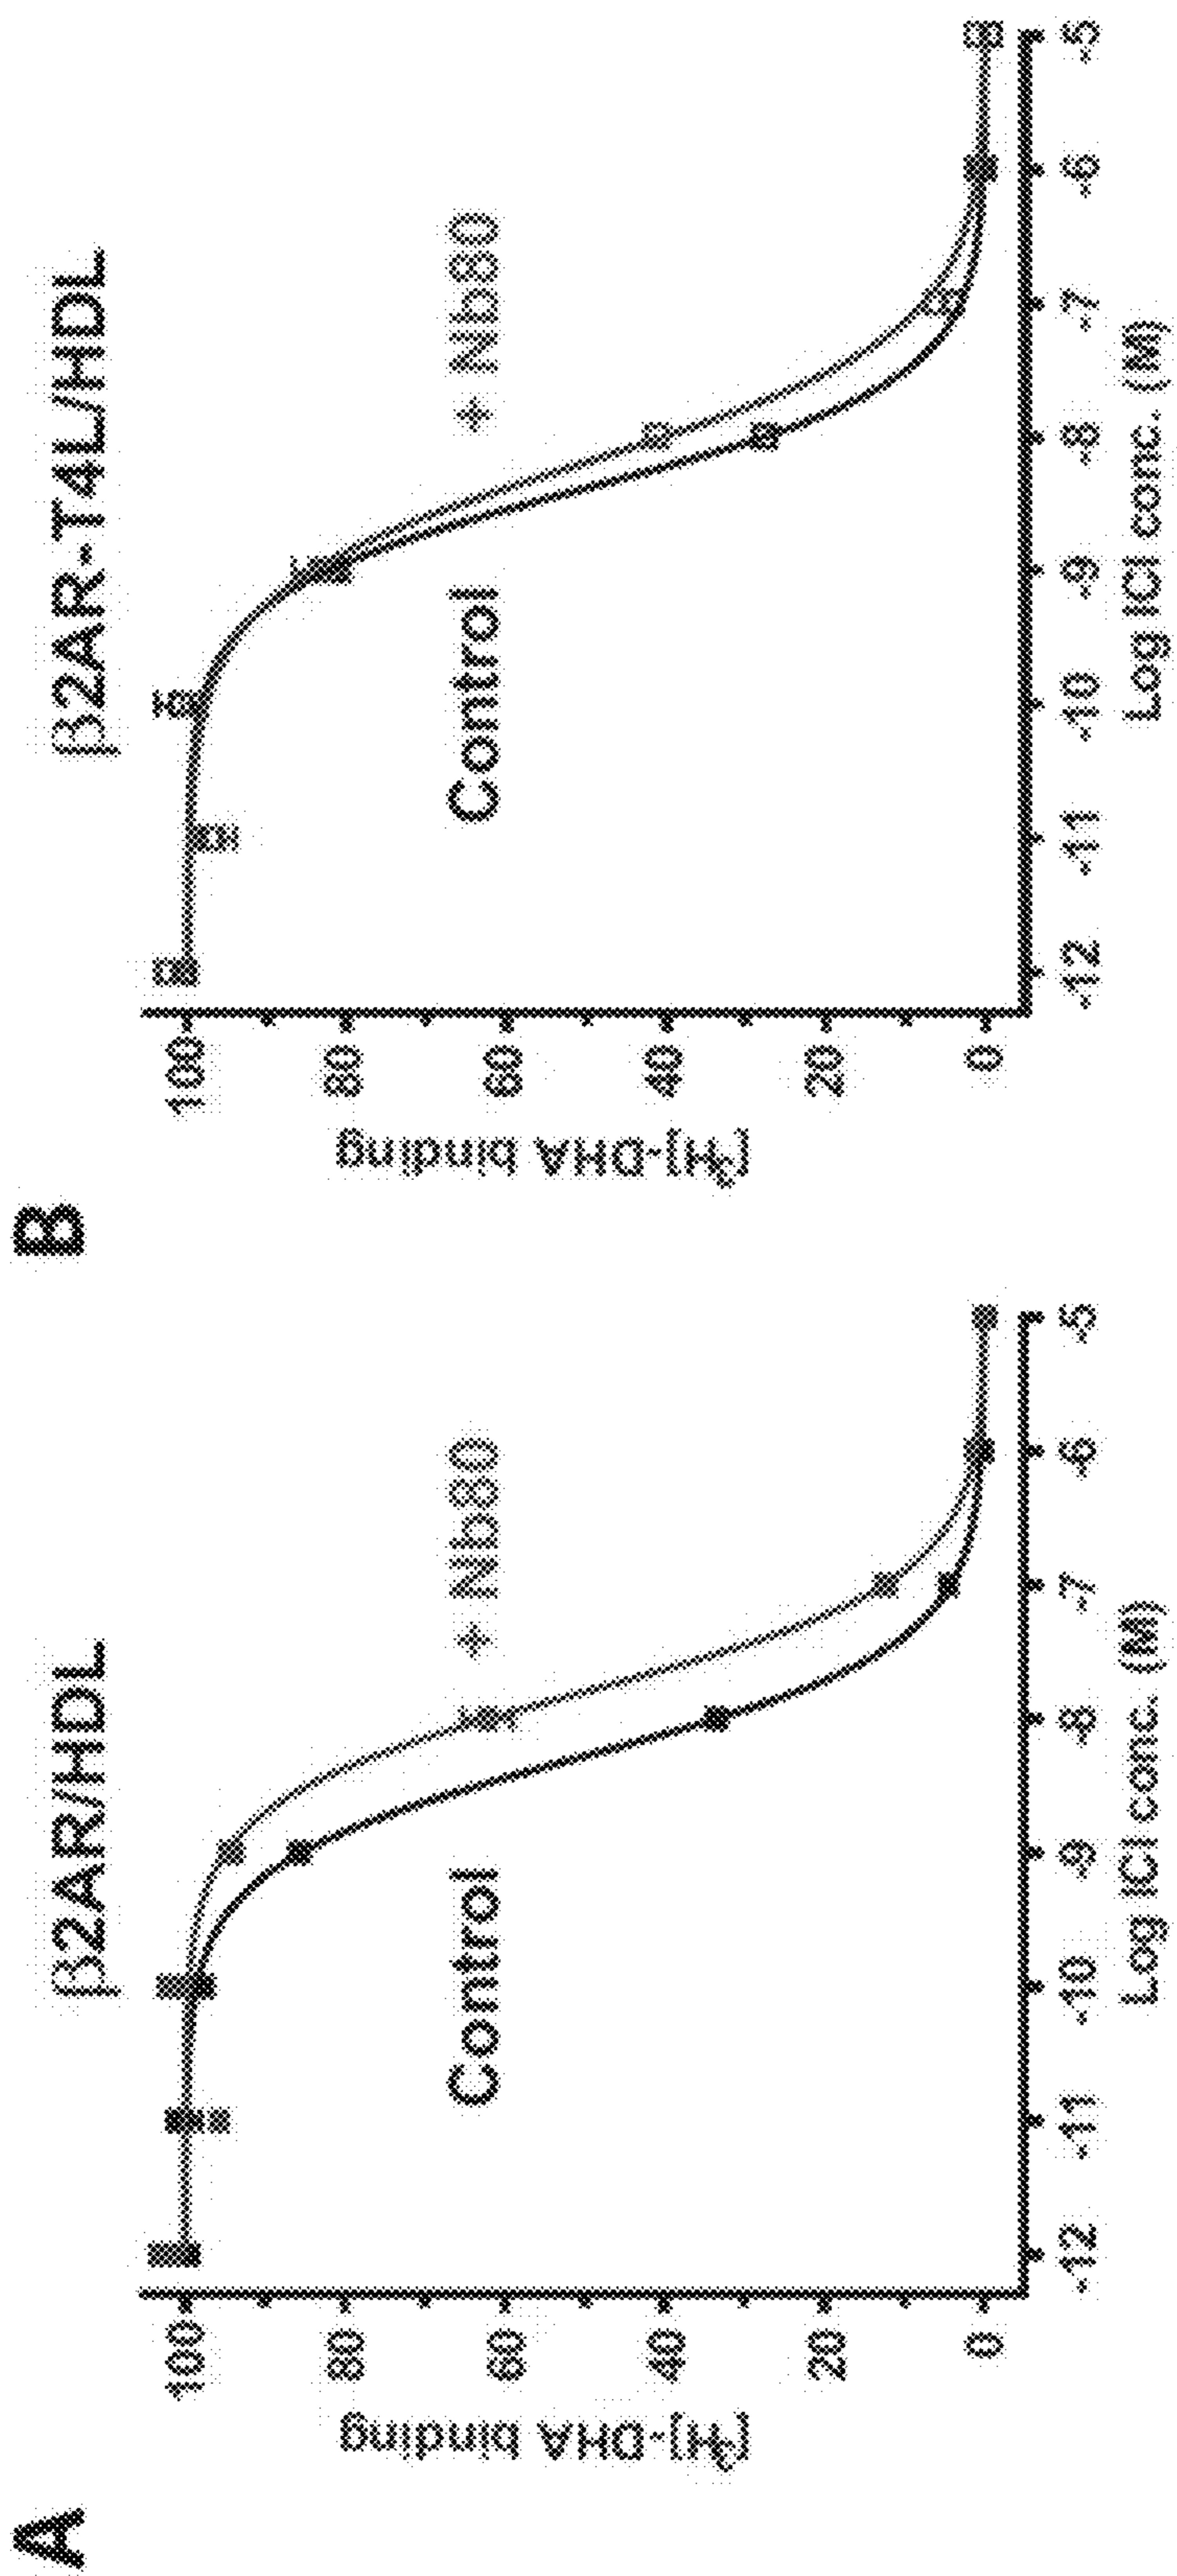 A
β2AR/HDL
[³H]-DHA binding
100
80
60
40
20
0
Control
+ Nb80
-12 -11 -10 -9 -8 -7 -6 -5
Log ICI conc. (M)
B
β2AR-T4L/HDL
[³H]-DHA binding
100
80
60
40
20
0
Control
+ Nb80
-12 -11 -10 -9 -8 -7 -6 -5
Log ICI conc. (M)